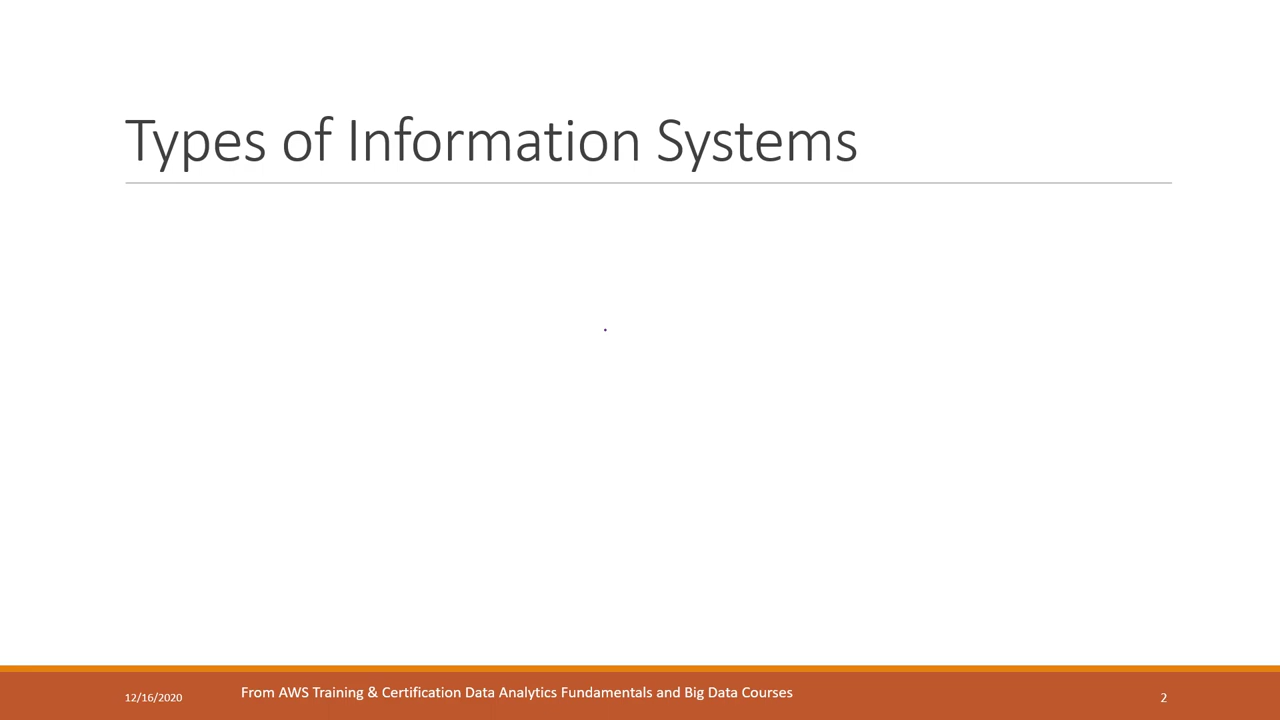 Types of Information Systems
12/16/2020
From AWS Training & Certification Data Analytics Fundamentals and Big Data Courses
2